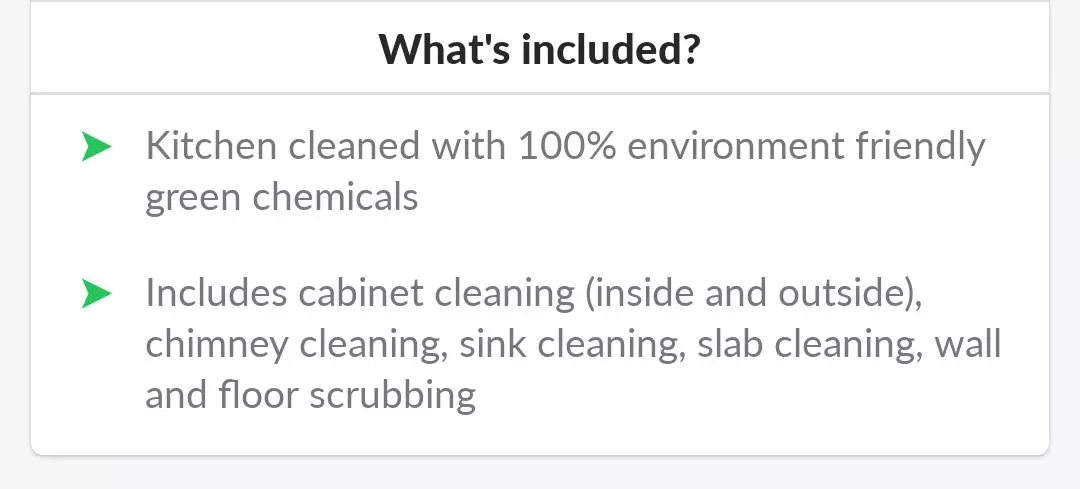 What's included?
Kitchen cleaned with 100% environment friendly
green chemicals
Includes cabinet cleaning (inside and outside),
chimney cleaning, sink cleaning, slab cleaning, wall
and floor scrubbing